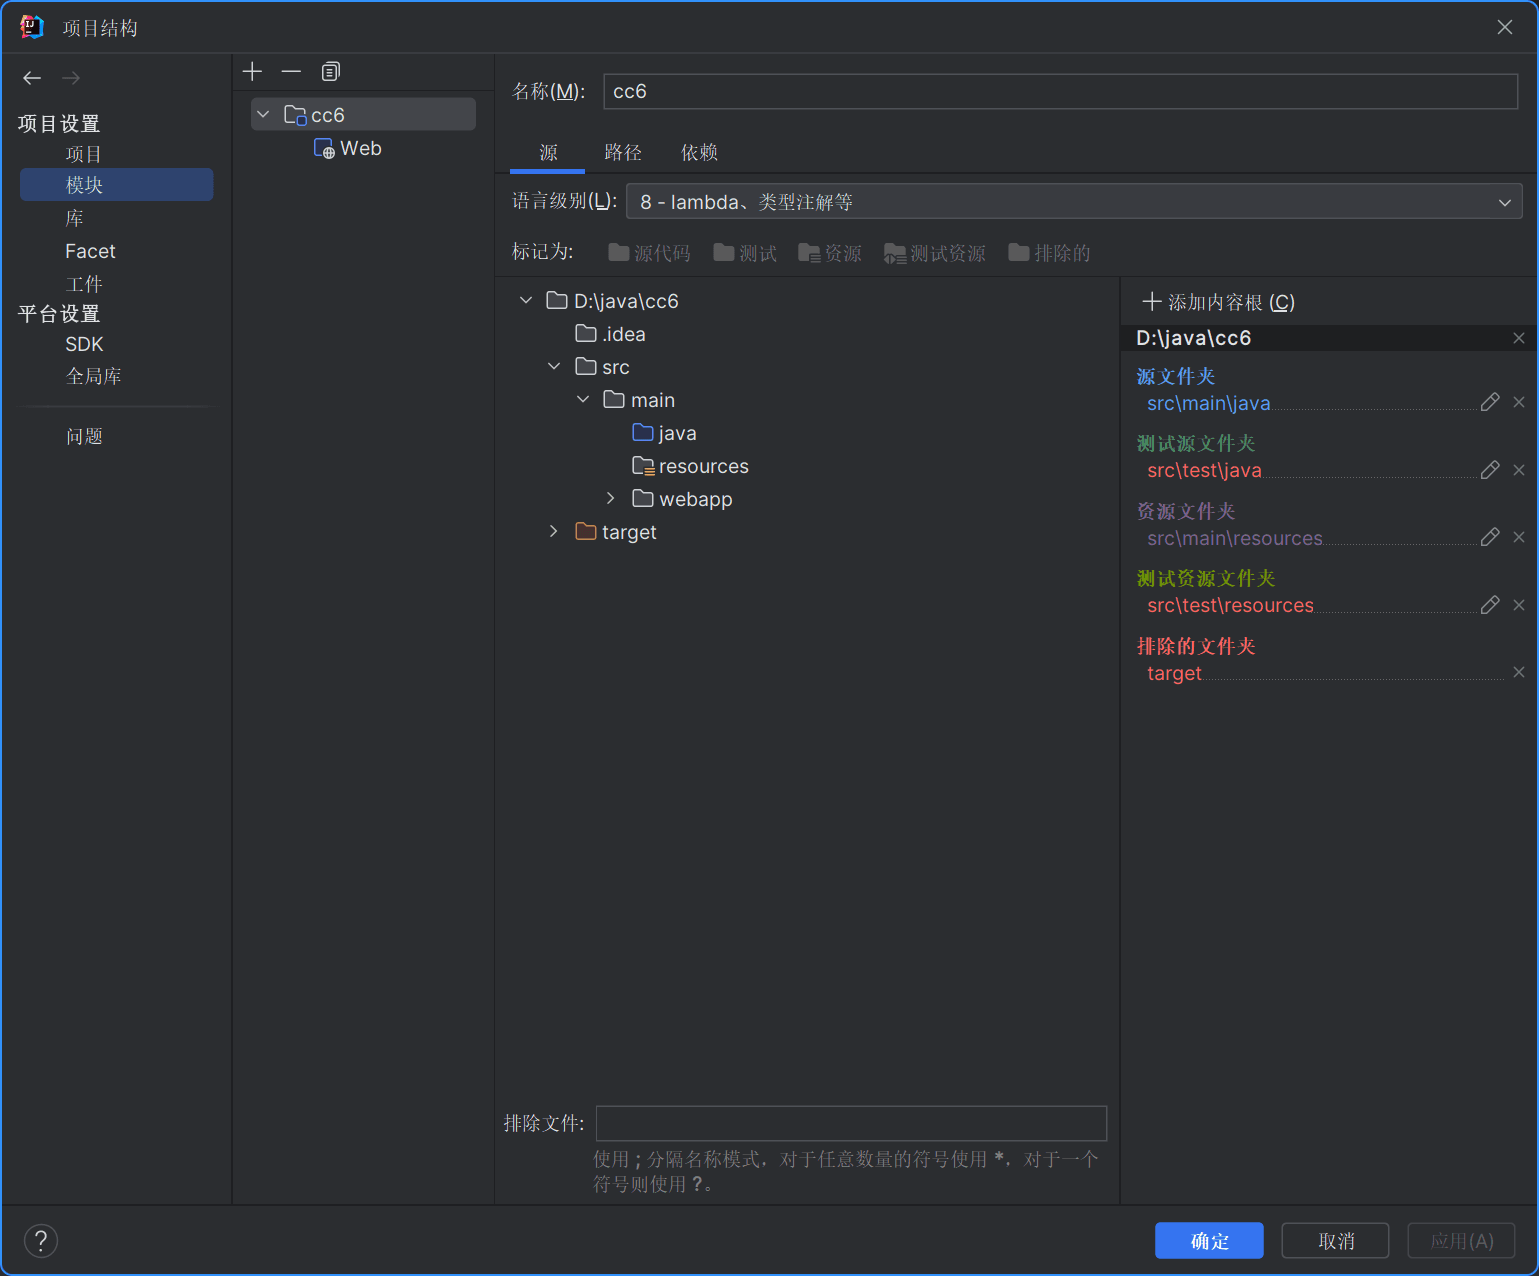 项目结构
项目设置
项目
模块
库
Facet
工件
平台设置
SDK
全局库
问题
cc6
Web
名称(M):
cc6
源
路径
依赖
语言级别(L):
8 - lambda、类型注解等
标记为:
源代码
测试
资源
测试资源
排除的
D:\java\cc6
.idea
src
main
java
resources
webapp
target
添加内容根 (C)
D:\java\cc6
源文件夹
src\main\java
测试源文件夹
src\test\java
资源文件夹
src\main\resources
测试资源文件夹
src\test\resources
排除的文件夹
target
排除文件:
使用 ; 分隔名称模式，对于任意数量的符号使用 *，对于一个
符号则使用 ?。
?
确定
取消
应用(A)